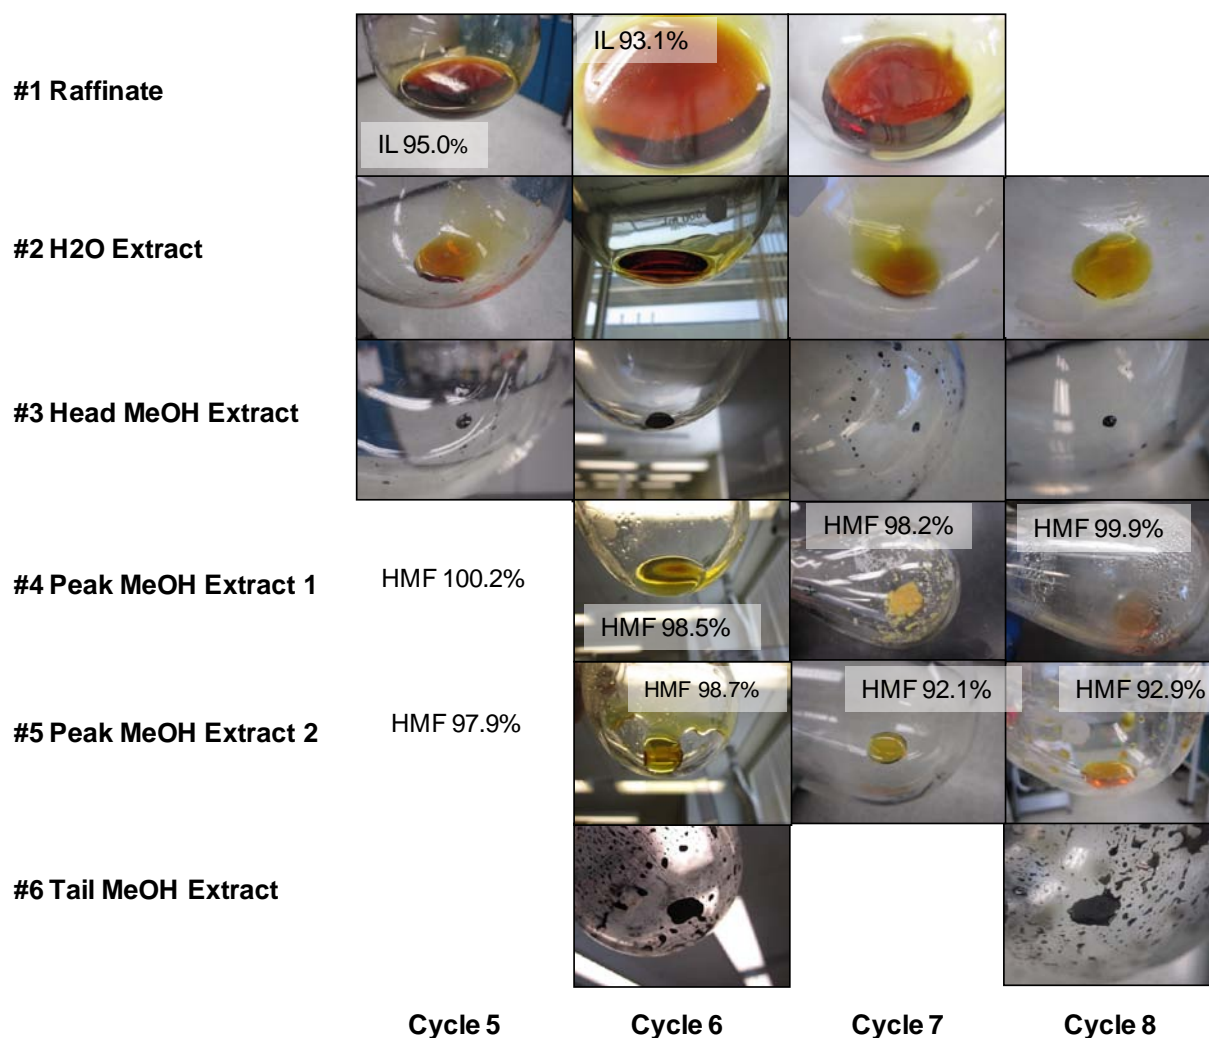 IL 93.1%
#1 Raffinate
IL 95.0%
#2 H2O Extract
#3 Head MeOH Extract
HMF 98.2%
HMF 99.9%
#4 Peak MeOH Extract 1
HMF 100.2%
HMF 98.5%
HMF 98.7%
HMF 92.1%
HMF 92.9%
#5 Peak MeOH Extract 2
HMF 97.9%
#6 Tail MeOH Extract
Cycle 5
Cycle 6
Cycle 7
Cycle 8